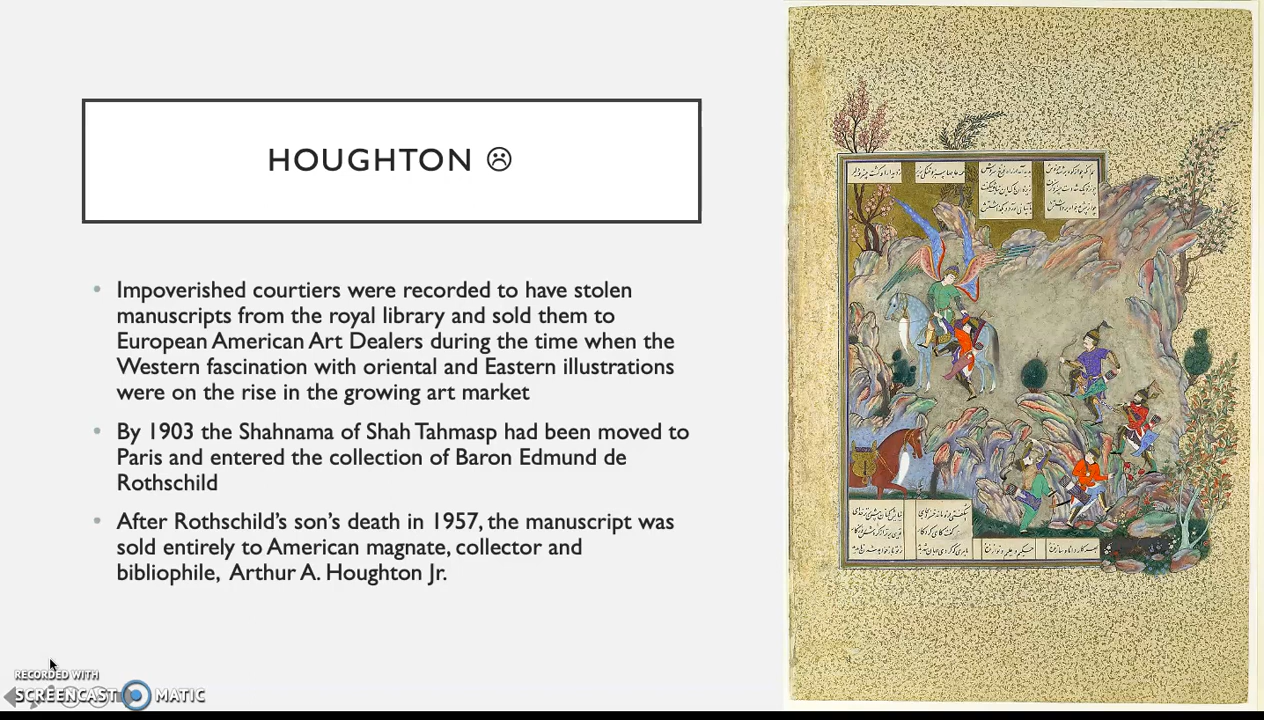 HOUGHTON ☹
Impoverished courtiers were recorded to have stolen
manuscripts from the royal library and sold them to
European American Art Dealers during the time when the
Western fascination with oriental and Eastern illustrations
were on the rise in the growing art market
By 1903 the Shahnama of Shah Tahmasp had been moved to
Paris and entered the collection of Baron Edmund de
Rothschild
After Rothschild's son's death in 1957, the manuscript was
sold entirely to American magnate, collector and
bibliophile, Arthur A. Houghton Jr.
RECORDED WITH
SCREENCAST MATIC